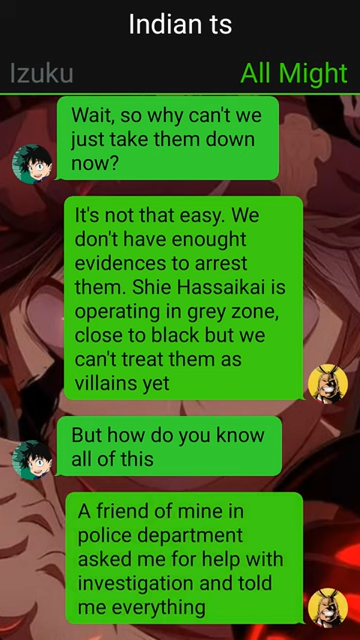 Indian ts
Izuku
All Might
Wait, so why can't we
just take them down
now?
It's not that easy. We
don't have enought
evidences to arrest
them. Shie Hassaikai is
operating in grey zone,
close to black but we
can't treat them as
villains yet
But how do you know
all of this
A friend of mine in
police department
asked me for help with
investigation and told
me everything